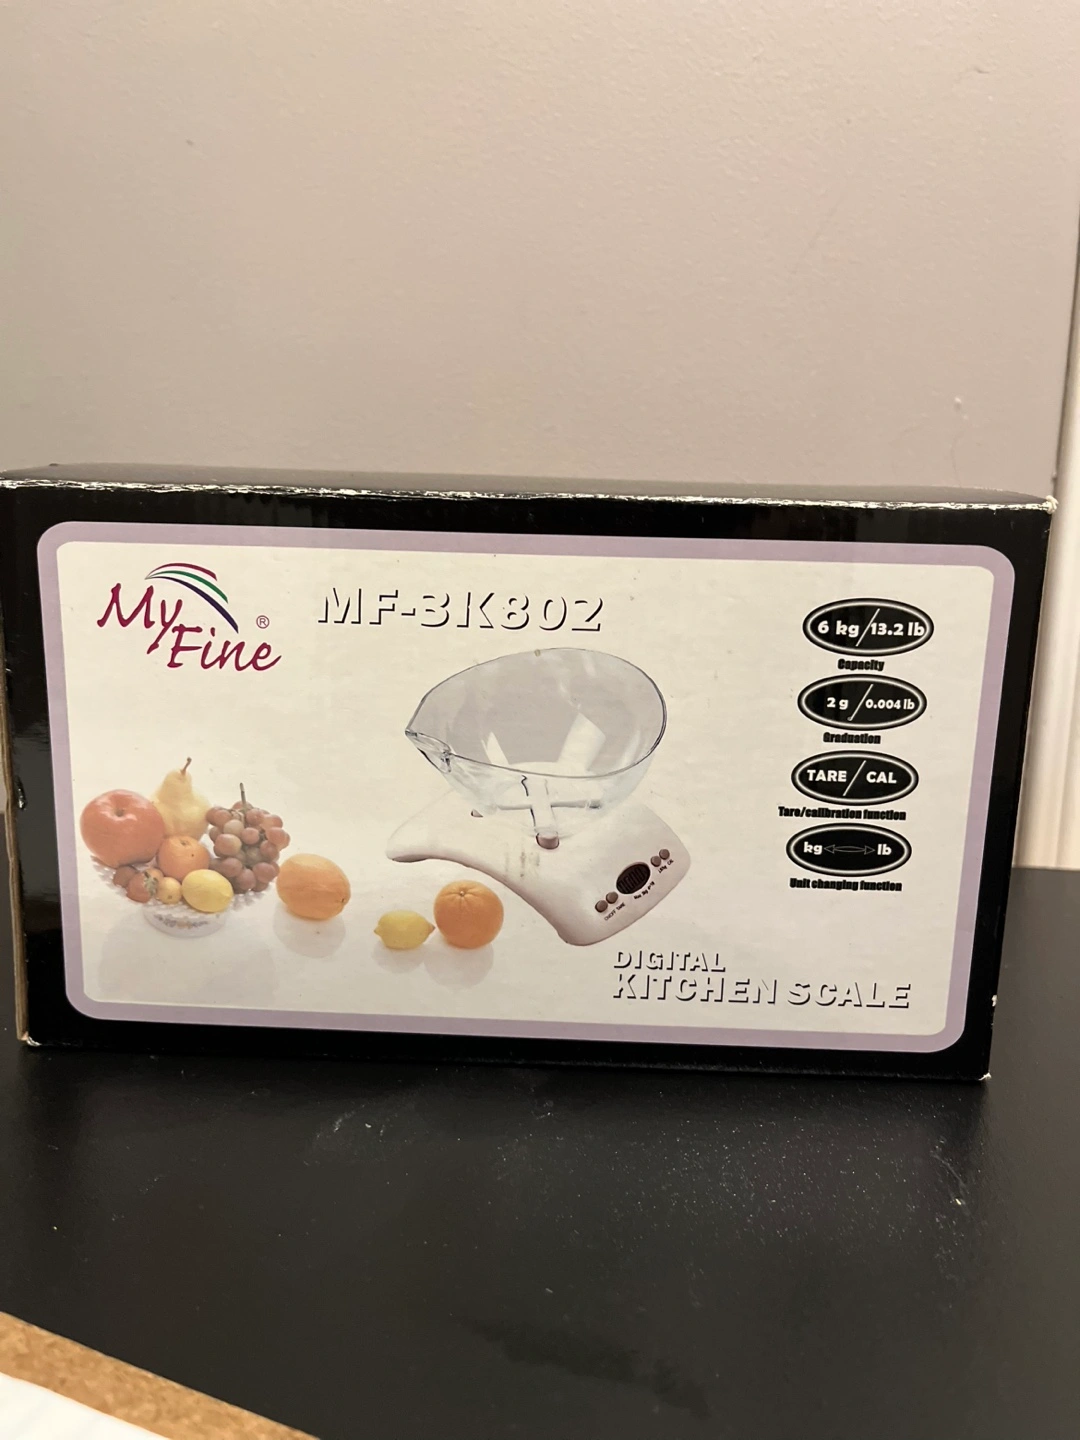 My
Fine ®
MF-3K802
6 kg/13.2 lb
Capacity
2 g/0.004 lb
Graduation
TARE/CAL
Tare/calibration function
kg lb
Unit changing function
DIGITAL
KITCHEN SCALE